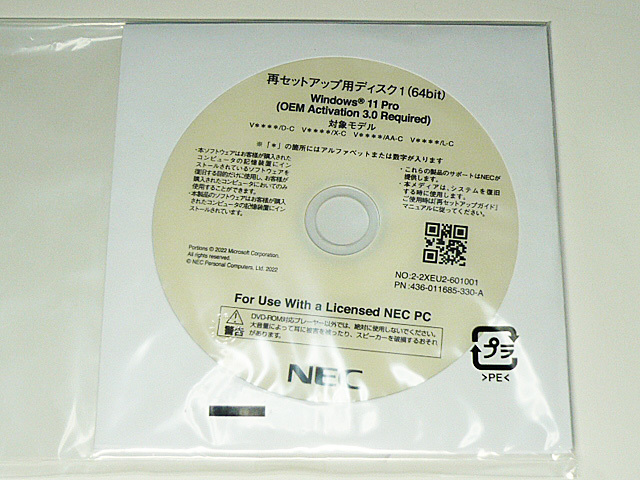 再セットアップ用ディスク1(64bit)
Windows® 11 Pro
(OEM Activation 3.0 Required)
対象モデル
V****/D-C V****/X-C V****/AA-C V****/L-C
※「*」の箇所にはアルファベットまたは数字が入ります
・本ソフトウェアはお客様が購入された
コンピュータの記憶装置にイン
ストールされているソフトウェアを
復旧する目的だけに使用し、お客様が
購入されたコンピュータにおいてのみ
使用することができます。
・本製品のソフトウェアはお客様が購入
されたコンピュータの記憶装置にイン
ストールされています。
・これらの製品のサポートはNECが
提供します。
・本メディアは、システムを復旧
する時に使用します。
ご使用時は「再セットアップガイド」
マニュアルに従ってください。
Portions © 2022 Microsoft Corporation.
All rights reserved.
© NEC Personal Computers, Ltd. 2022
NO:2-2XEU2-601001
PN:436-011685-330-A
For Use With a Licensed NEC PC
警告
DVD-ROM対応プレーヤー以外では、絶対に使用しないでください。
大音量によって耳に被害を被ったり、スピーカーを破損するおそれ
があります。
NEC
プラ
>PE<